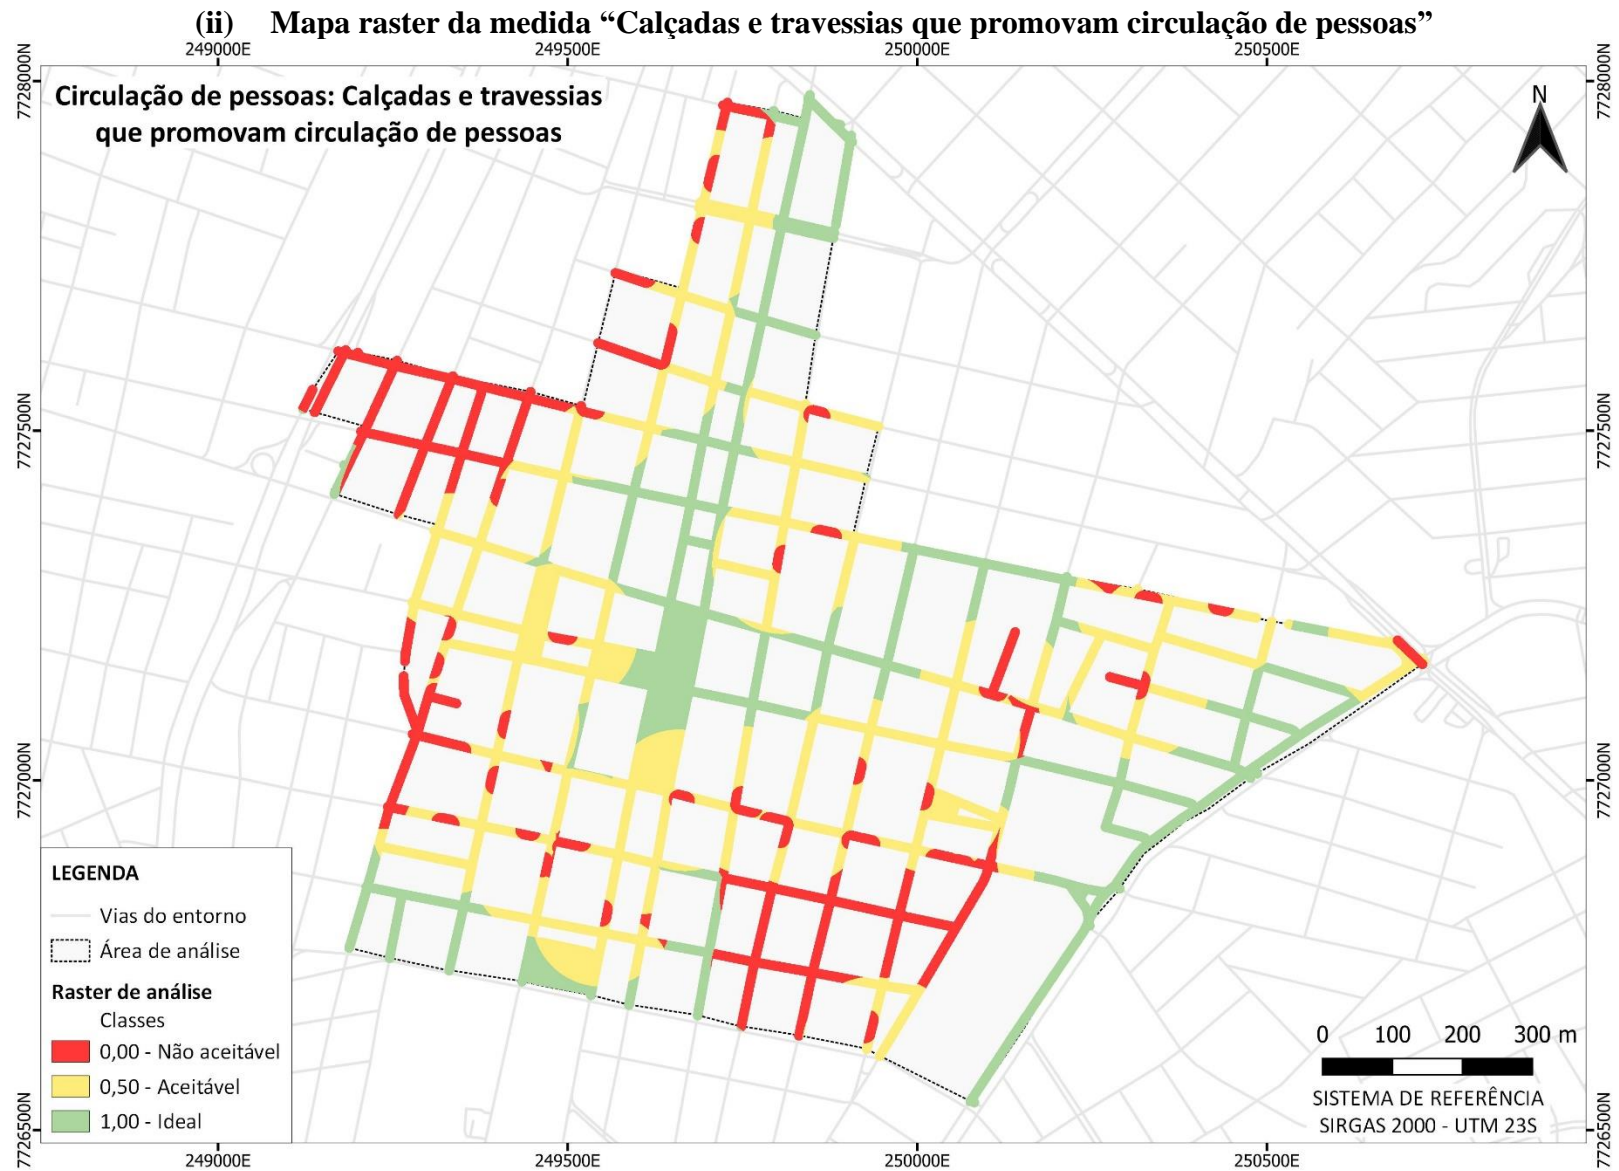 (ii) Mapa raster da medida “Calçadas e travessias que promovam circulação de pessoas”
249000E 249500E 250000E 250500E
7728000N 7728000N
Circulação de pessoas: Calçadas e travessias
que promovam circulação de pessoas
N
7727500N 7727500N
7727000N 7727000N
LEGENDA
Vias do entorno
Área de análise
Raster de análise
Classes
0,00 - Não aceitável
0,50 - Aceitável
1,00 - Ideal
0 100 200 300 m
SISTEMA DE REFERÊNCIA
SIRGAS 2000 - UTM 23S
7726500N 7726500N
249000E 249500E 250000E 250500E